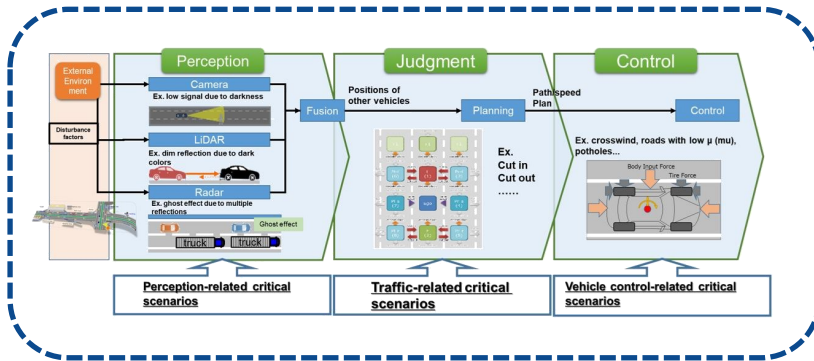 Perception
Judgment
Control
External
Environ
ment
Camera
Ex. low signal due to darkness
Disturbance
factors
LiDAR
Ex. dim reflection due to dark
colors
Radar
Ex. ghost effect due to multiple
reflections
Ghost effect
truck
truck
Fusion
Positions of
other vehicles
Planning
Ex.
Cut in
Cut out
……
Path/speed
Plan
Control
Ex. crosswind, roads with low μ (mu),
potholes…
Body Input Force
Tire Force
Perception-related critical
scenarios
Traffic-related critical
scenarios
Vehicle control-related critical
scenarios